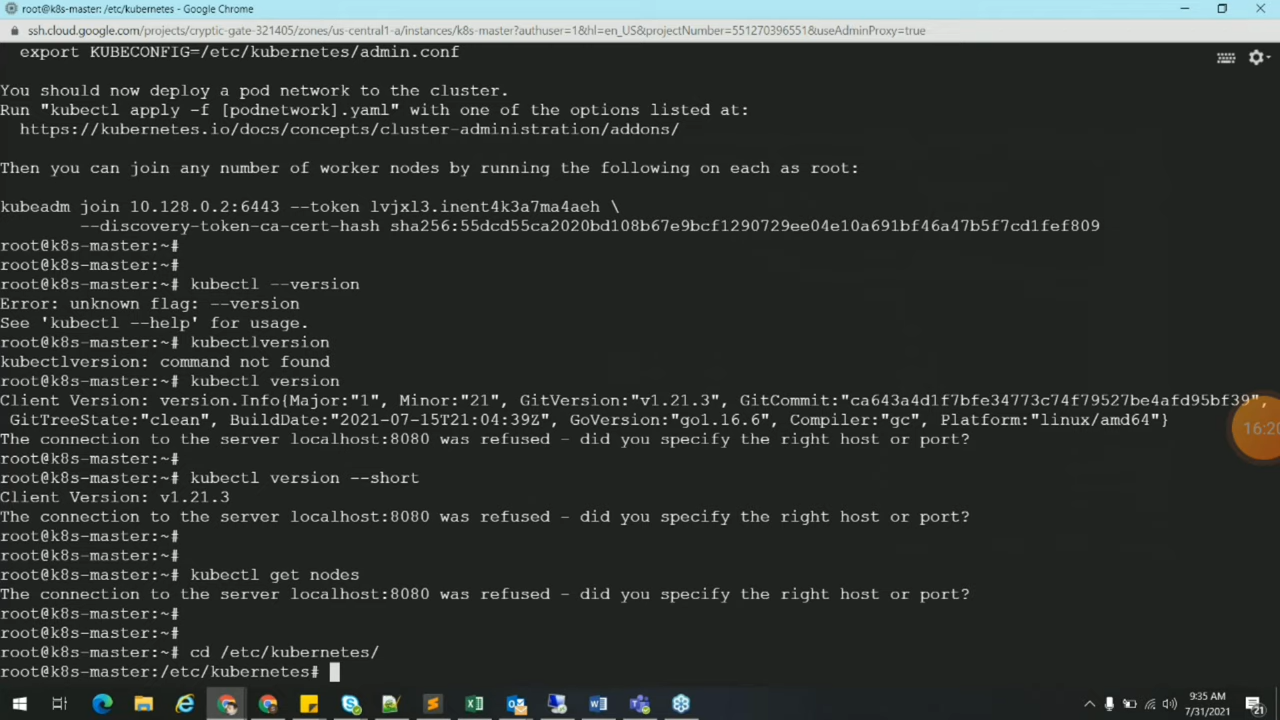 root@k8s-master: /etc/kubernetes - Google Chrome
ssh.cloud.google.com/projects/cryptic-gate-321405/zones/us-central1-a/instances/k8s-master?authuser=1&hl=en_US&projectNumber=551270396551&useAdminProxy=true
export KUBECONFIG=/etc/kubernetes/admin.conf
You should now deploy a pod network to the cluster.
Run "kubectl apply -f [podnetwork].yaml" with one of the options listed at:
https://kubernetes.io/docs/concepts/cluster-administration/addons/
Then you can join any number of worker nodes by running the following on each as root:
kubeadm join 10.128.0.2:6443 --token lvjxl3.inent4k3a7ma4aeh \
--discovery-token-ca-cert-hash sha256:55dcd55ca2020bd108b67e9bcf1290729ee04e10a691bf46a47b5f7cd1fef809
root@k8s-master:~#
root@k8s-master:~#
root@k8s-master:~# kubectl --version
Error: unknown flag: --version
See 'kubectl --help' for usage.
root@k8s-master:~# kubectlversion
kubectlversion: command not found
root@k8s-master:~# kubectl version
Client Version: version.Info{Major:"1", Minor:"21", GitVersion:"v1.21.3", GitCommit:"ca643a4d1f7bfe34773c74f79527be4afd95bf39",
GitTreeState:"clean", BuildDate:"2021-07-15T21:04:39Z", GoVersion:"go1.16.6", Compiler:"gc", Platform:"linux/amd64"}
The connection to the server localhost:8080 was refused - did you specify the right host or port?
root@k8s-master:~#
root@k8s-master:~# kubectl version --short
Client Version: v1.21.3
The connection to the server localhost:8080 was refused - did you specify the right host or port?
root@k8s-master:~#
root@k8s-master:~#
root@k8s-master:~# kubectl get nodes
The connection to the server localhost:8080 was refused - did you specify the right host or port?
root@k8s-master:~#
root@k8s-master:~#
root@k8s-master:~# cd /etc/kubernetes/
root@k8s-master:/etc/kubernetes#
16:20
9:35 AM
7/31/2021
21